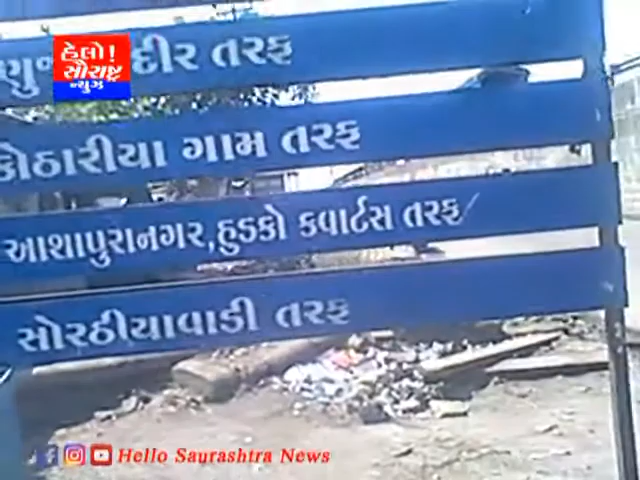 હેલો!
સૌરાષ્ટ્ર
ન્યુઝ
તરફ
કોઠારીયા ગામ તરફ
આશાપુરાનગર,હુડકો કવાર્ટસ તરફ
સોરઠીયાવાડી તરફ
Hello Saurashtra News